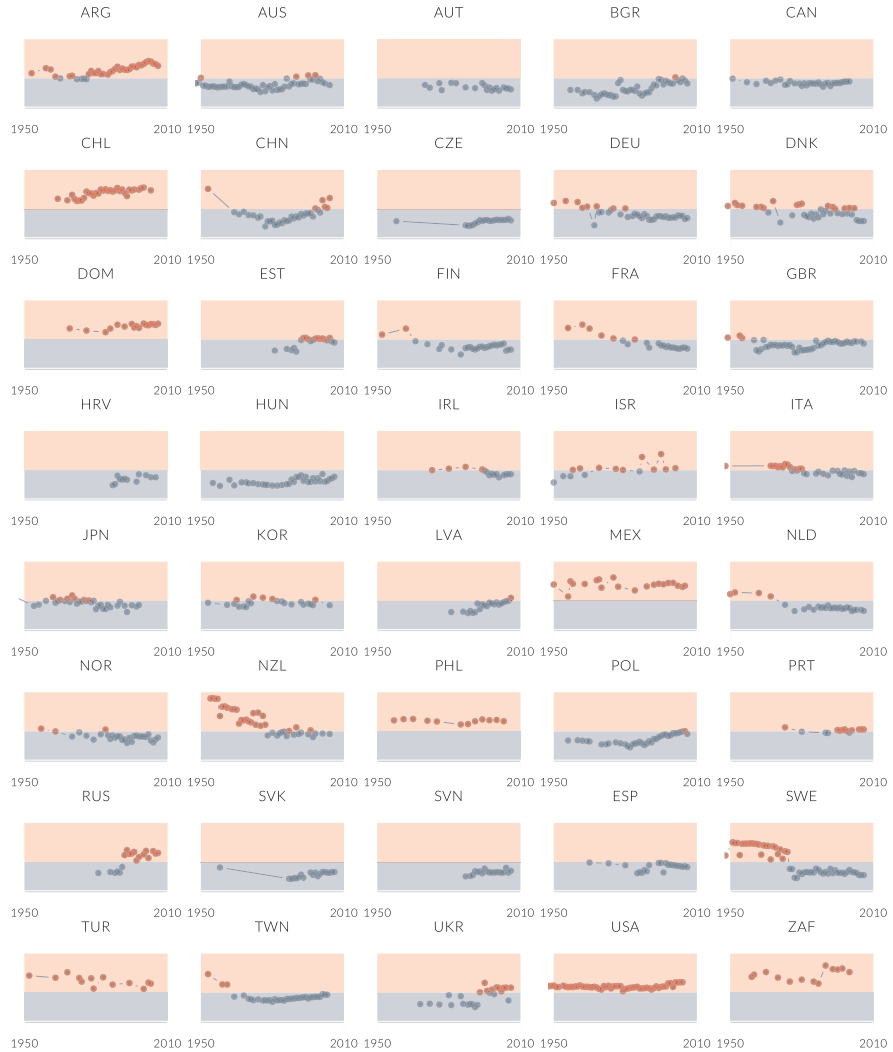 ARG AUS AUT BGR CAN
1950 2010 1950 2010 1950 2010 1950 2010 1950 2010
CHL CHN CZE DEU DNK
1950 2010 1950 2010 1950 2010 1950 2010 1950 2010
DOM EST FIN FRA GBR
1950 2010 1950 2010 1950 2010 1950 2010 1950 2010
HRV HUN IRL ISR ITA
1950 2010 1950 2010 1950 2010 1950 2010 1950 2010
JPN KOR LVA MEX NLD
1950 2010 1950 2010 1950 2010 1950 2010 1950 2010
NOR NZL PHL POL PRT
1950 2010 1950 2010 1950 2010 1950 2010 1950 2010
RUS SVK SVN ESP SWE
1950 2010 1950 2010 1950 2010 1950 2010 1950 2010
TUR TWN UKR USA ZAF
1950 2010 1950 2010 1950 2010 1950 2010 1950 2010